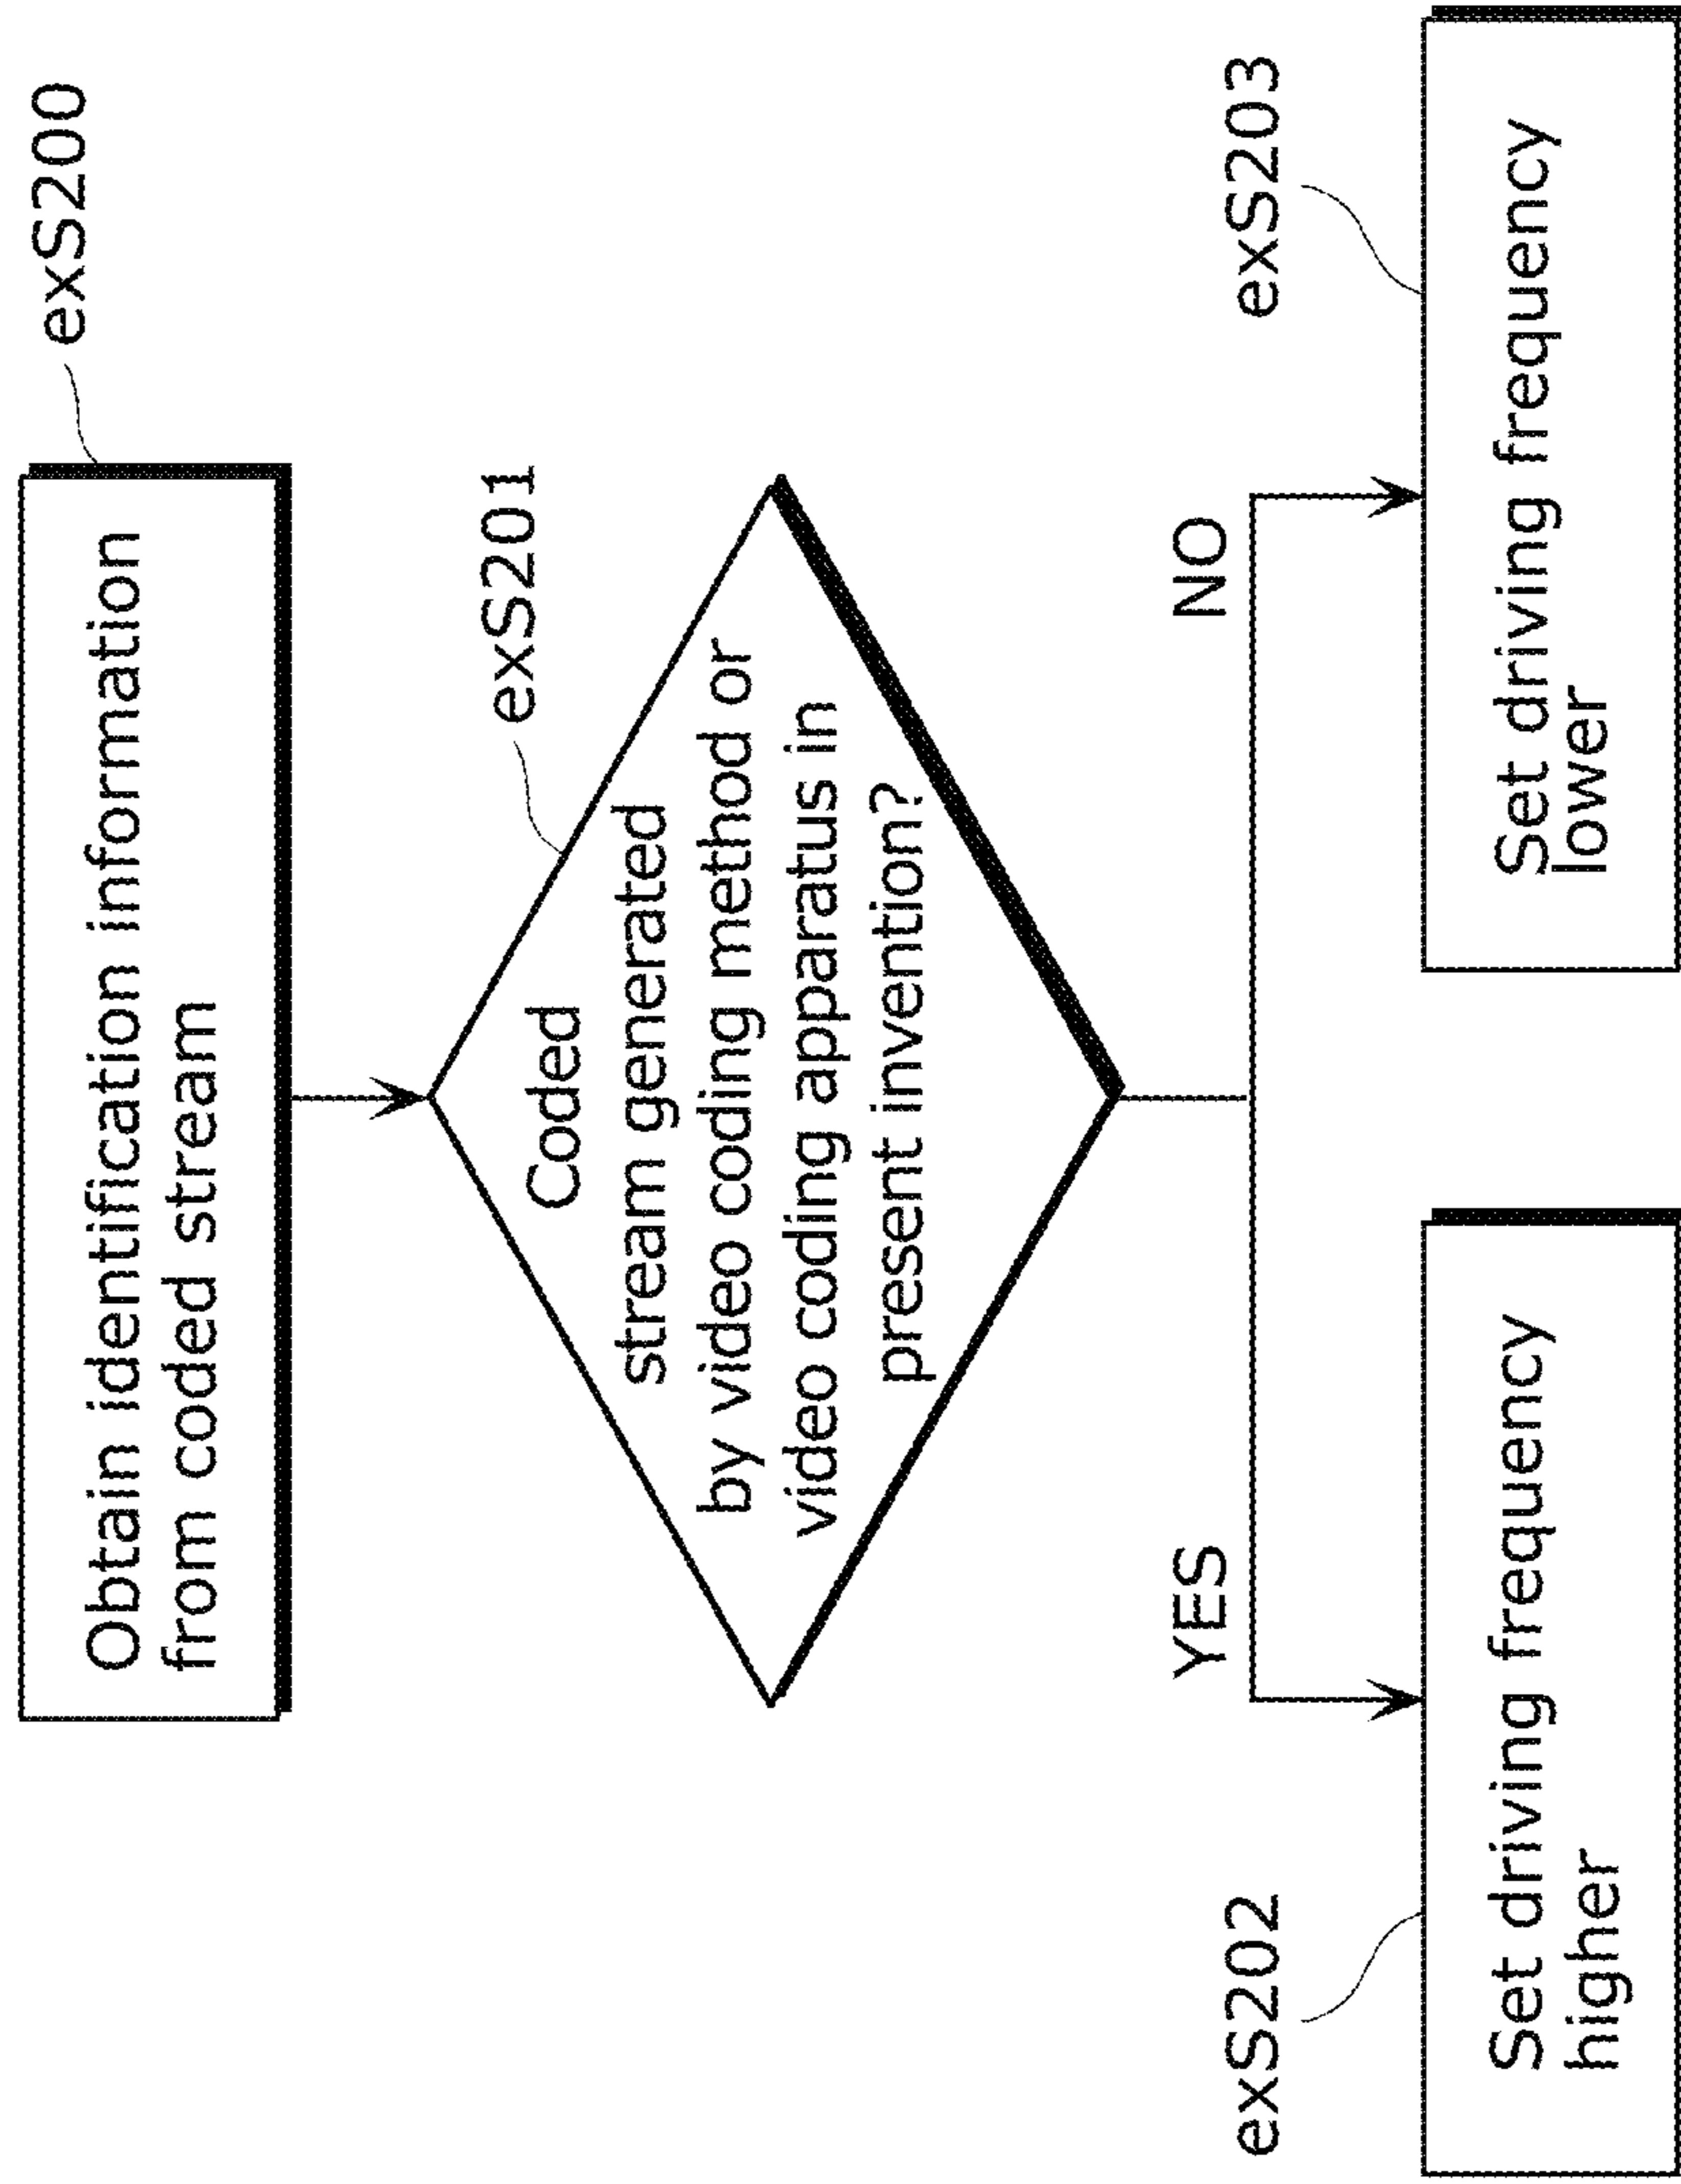 exS200
Obtain identification information
from coded stream
exS201
Coded
stream generated
by video coding method or
video coding apparatus in
present invention?
YES
NO
exS202
Set driving frequency
higher
exS203
Set driving frequency
lower